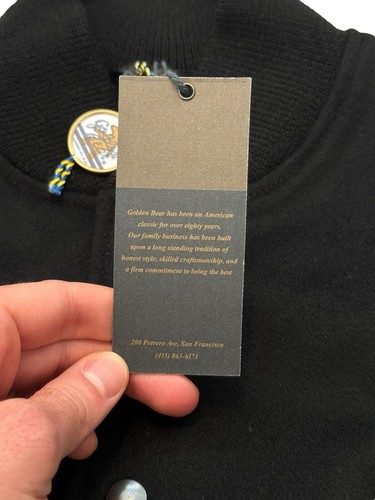 Golden Bear has been an American
classic for over eighty years.
Our family business has been built
upon a long standing tradition of
honest style, skilled craftsmanship, and
a firm commitment to being the best
200 Potrero Ave, San Francisco
(415) 863-6171